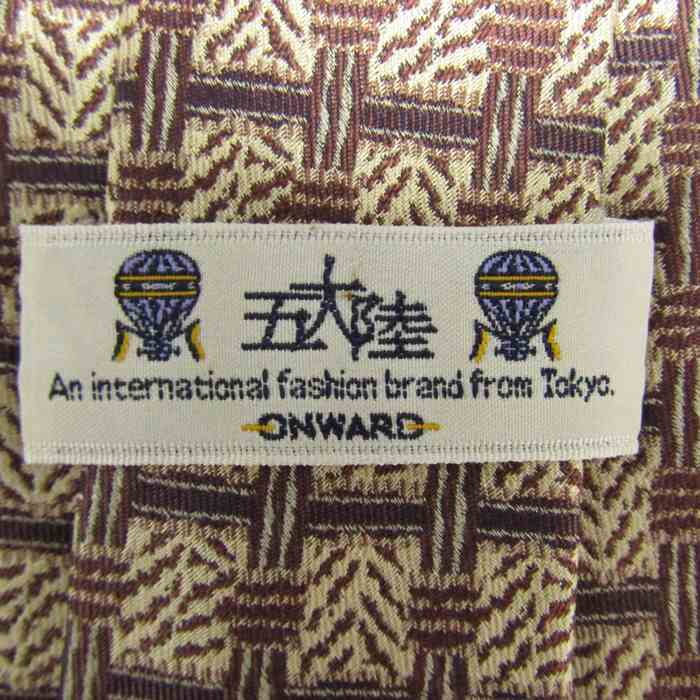 五大陸
An international fashion brand from Tokyo.
ONWARD